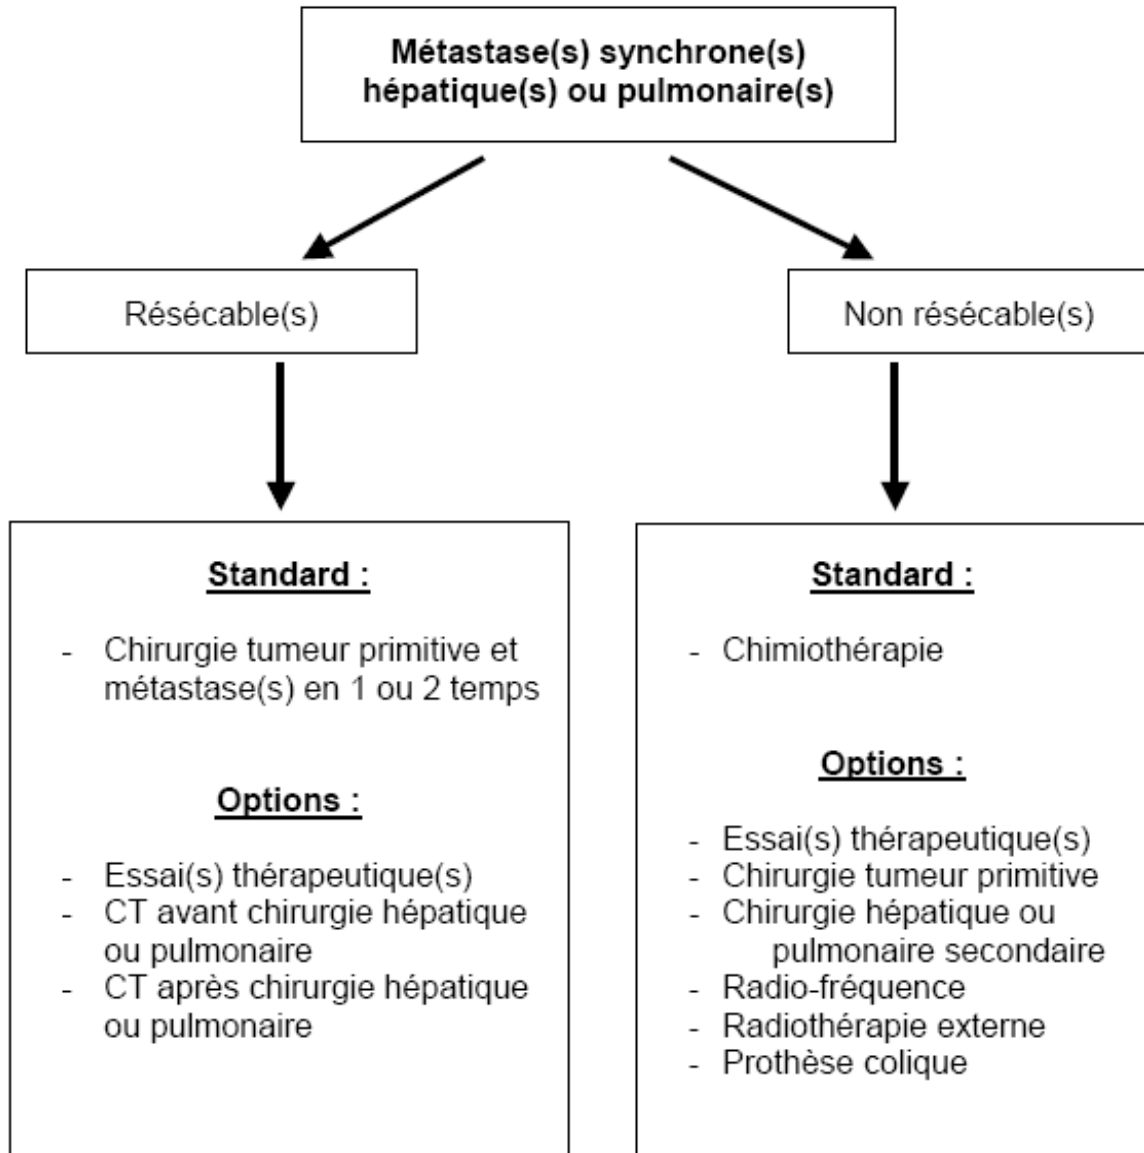 Métastase(s) synchrone(s)
hépatique(s) ou pulmonaire(s)
Résécable(s)
Non résécable(s)
Standard :
- Chirurgie tumeur primitive et
métastase(s) en 1 ou 2 temps
Options :
- Essai(s) thérapeutique(s)
- CT avant chirurgie hépatique
ou pulmonaire
- CT après chirurgie hépatique
ou pulmonaire
Standard :
- Chimiothérapie
Options :
- Essai(s) thérapeutique(s)
- Chirurgie tumeur primitive
- Chirurgie hépatique ou
pulmonaire secondaire
- Radio-fréquence
- Radiothérapie externe
- Prothèse colique